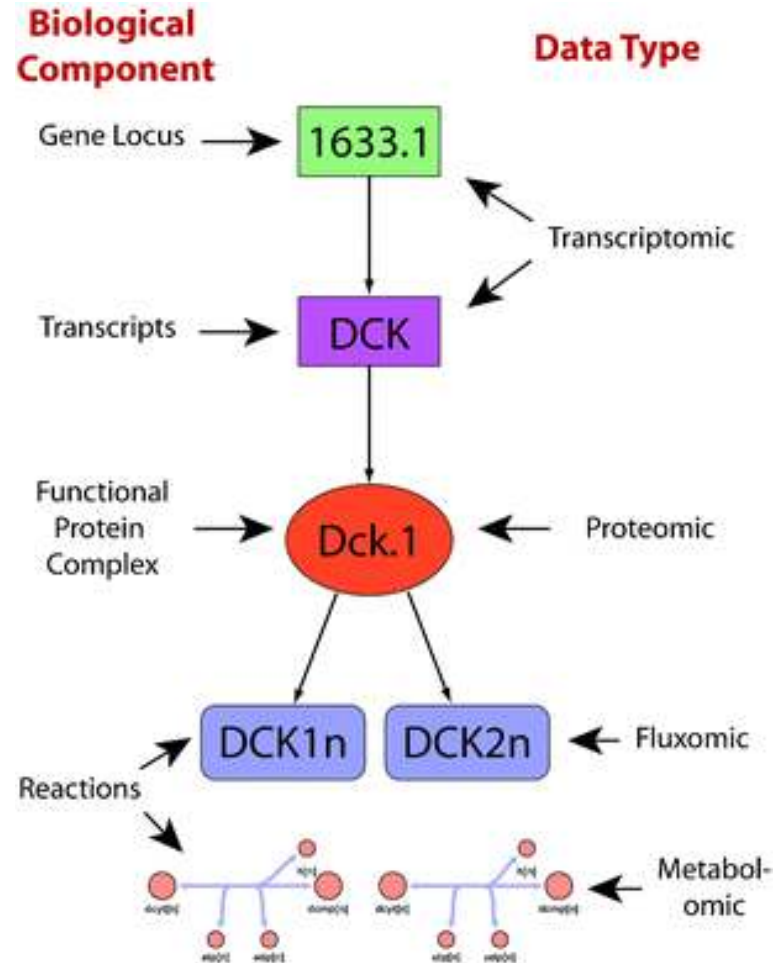 Biological
Component
Data Type
Gene Locus
1633.1
Transcriptomic
Transcripts
DCK
Functional
Protein
Complex
Dck.1
Proteomic
DCK1n
DCK2n
Fluxomic
Reactions
Metabol-
omic